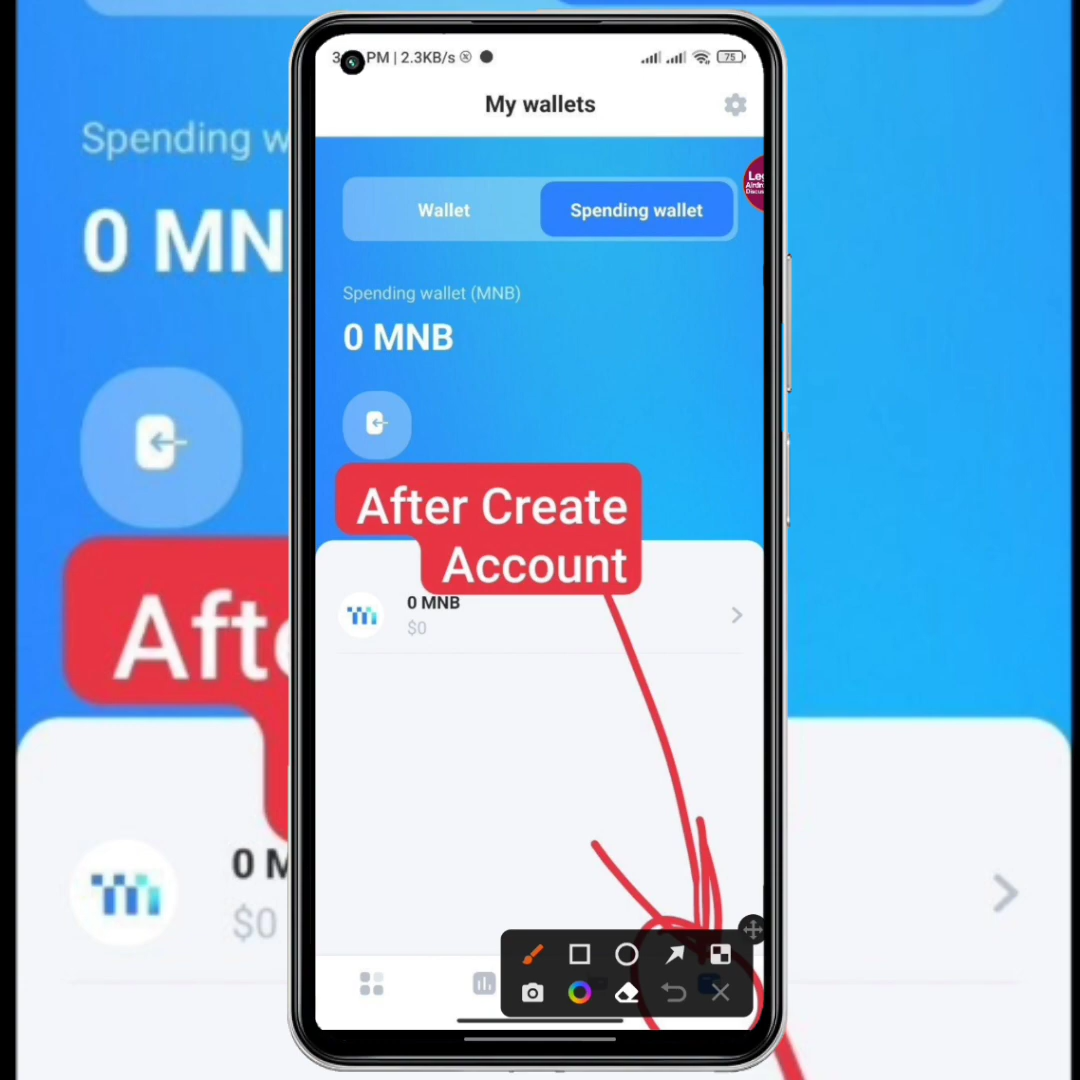 PM | 2.3KB/s
75
My wallets
Wallet
Spending wallet
Spending wallet (MNB)
0 MNB
After Create
Account
0 MNB
$0
Spending
0 MN
0
$0